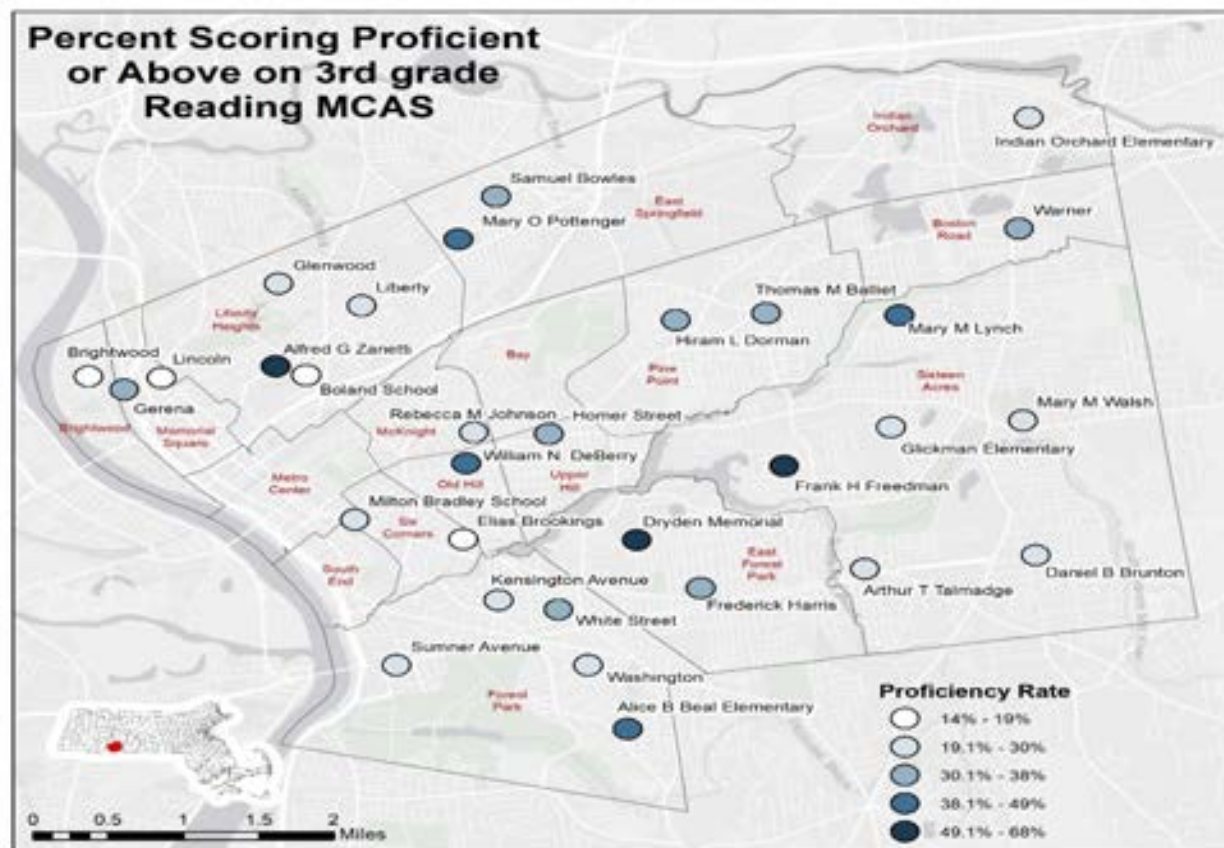 Percent Scoring Proficient
or Above on 3rd grade
Reading MCAS
Indian
Orchard
Indian Orchard Elementary
Samuel Bowles
Mary O Pottenger
East
Springfield
Warner
Boston
Road
Glenwood
Liberty
Thomas M Balliet
Liberty
Heights
Hiram L Dorman
Mary M Lynch
Brightwood
Lincoln
Alfred G Zanetti
Boland School
Bay
Pine
Point
Sixteen
Acres
Gerena
Rebecca M Johnson
Homer Street
Mary M Walsh
Brightwood
Memorial
Square
McKnight
Glickman Elementary
William N. DeBerry
Metro
Center
Old Hill
Upper
Hill
Frank H Freedman
Milton Bradley School
Six
Corners
Elias Brookings
Dryden Memorial
South
End
East
Forest
Park
Kensington Avenue
White Street
Frederick Harris
Arthur T Talmadge
Daniel B Brunton
Sumner Avenue
Washington
Forest
Park
Alice B Beal Elementary
Proficiency Rate
14% - 19%
19.1% - 30%
30.1% - 38%
38.1% - 49%
49.1% - 68%
0 0.5 1 1.5 2
Miles